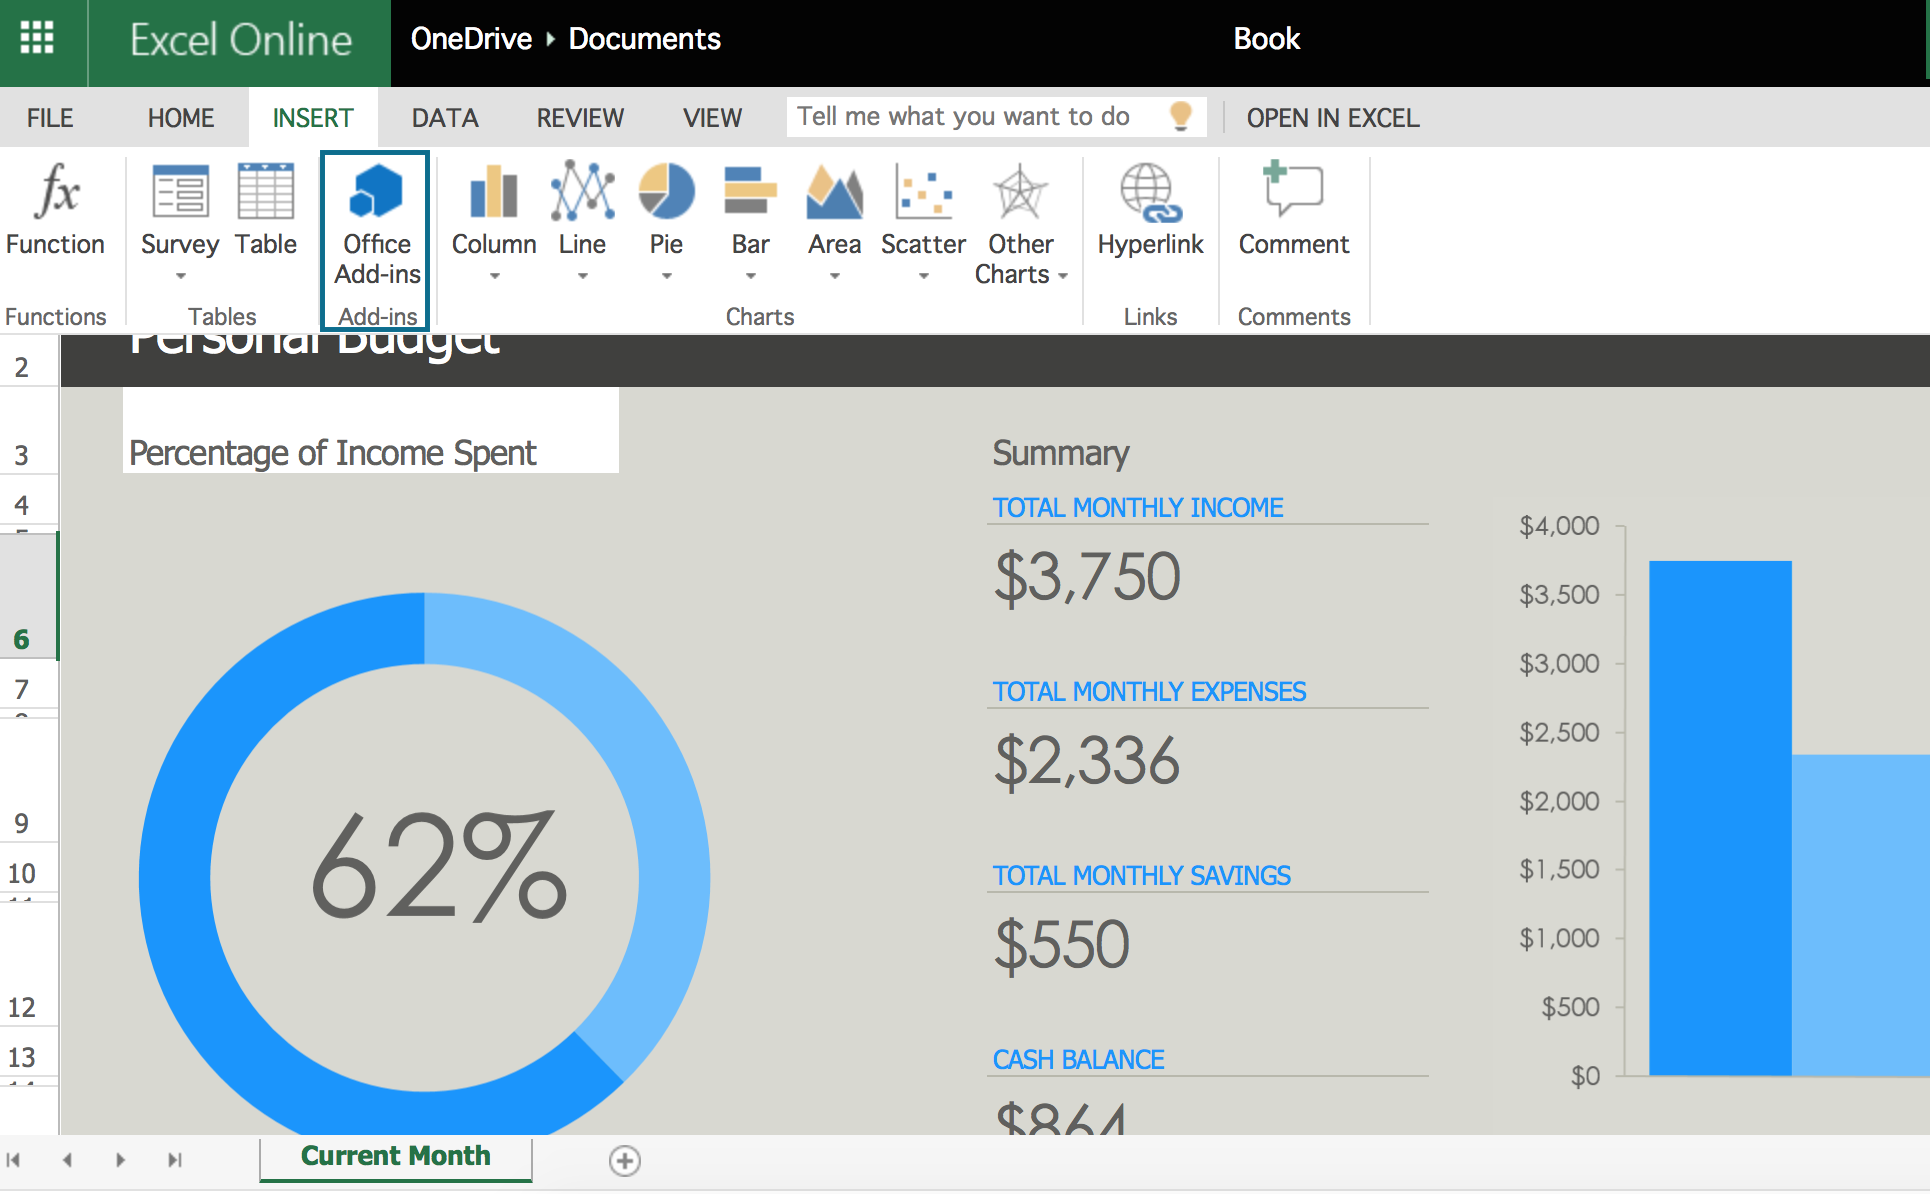 Excel Online OneDrive Documents Book
FILE HOME INSERT DATA REVIEW VIEW Tell me what you want to do OPEN IN EXCEL
fx
Function Survey Table Office Add-ins Column Line Pie Bar Area Scatter Other Charts Hyperlink Comment
Functions Tables Add-ins Charts Links Comments
Personal Budget
2
3 Percentage of Income Spent Summary
4 TOTAL MONTHLY INCOME
$3,750
6
7 TOTAL MONTHLY EXPENSES
$2,336
9
62%
10 TOTAL MONTHLY SAVINGS
$550
12
13 CASH BALANCE
$864
$4,000
$3,500
$3,000
$2,500
$2,000
$1,500
$1,000
$500
$0
Current Month